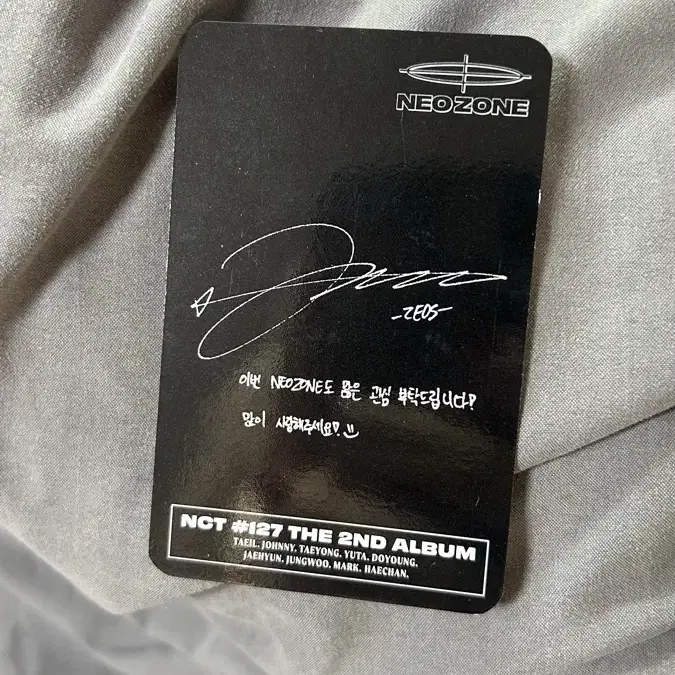 NEO ZONE
-ZEOS-
이번 NEOZONE도 많은 관심 부탁드립니다?
많이 사랑해주세요?
NCT #127 THE 2ND ALBUM
TAEIL. JOHNNY. TAEYONG. YUTA. DOYOUNG.
JAEHYUN. JUNGWOO. MARK. HAECHAN.